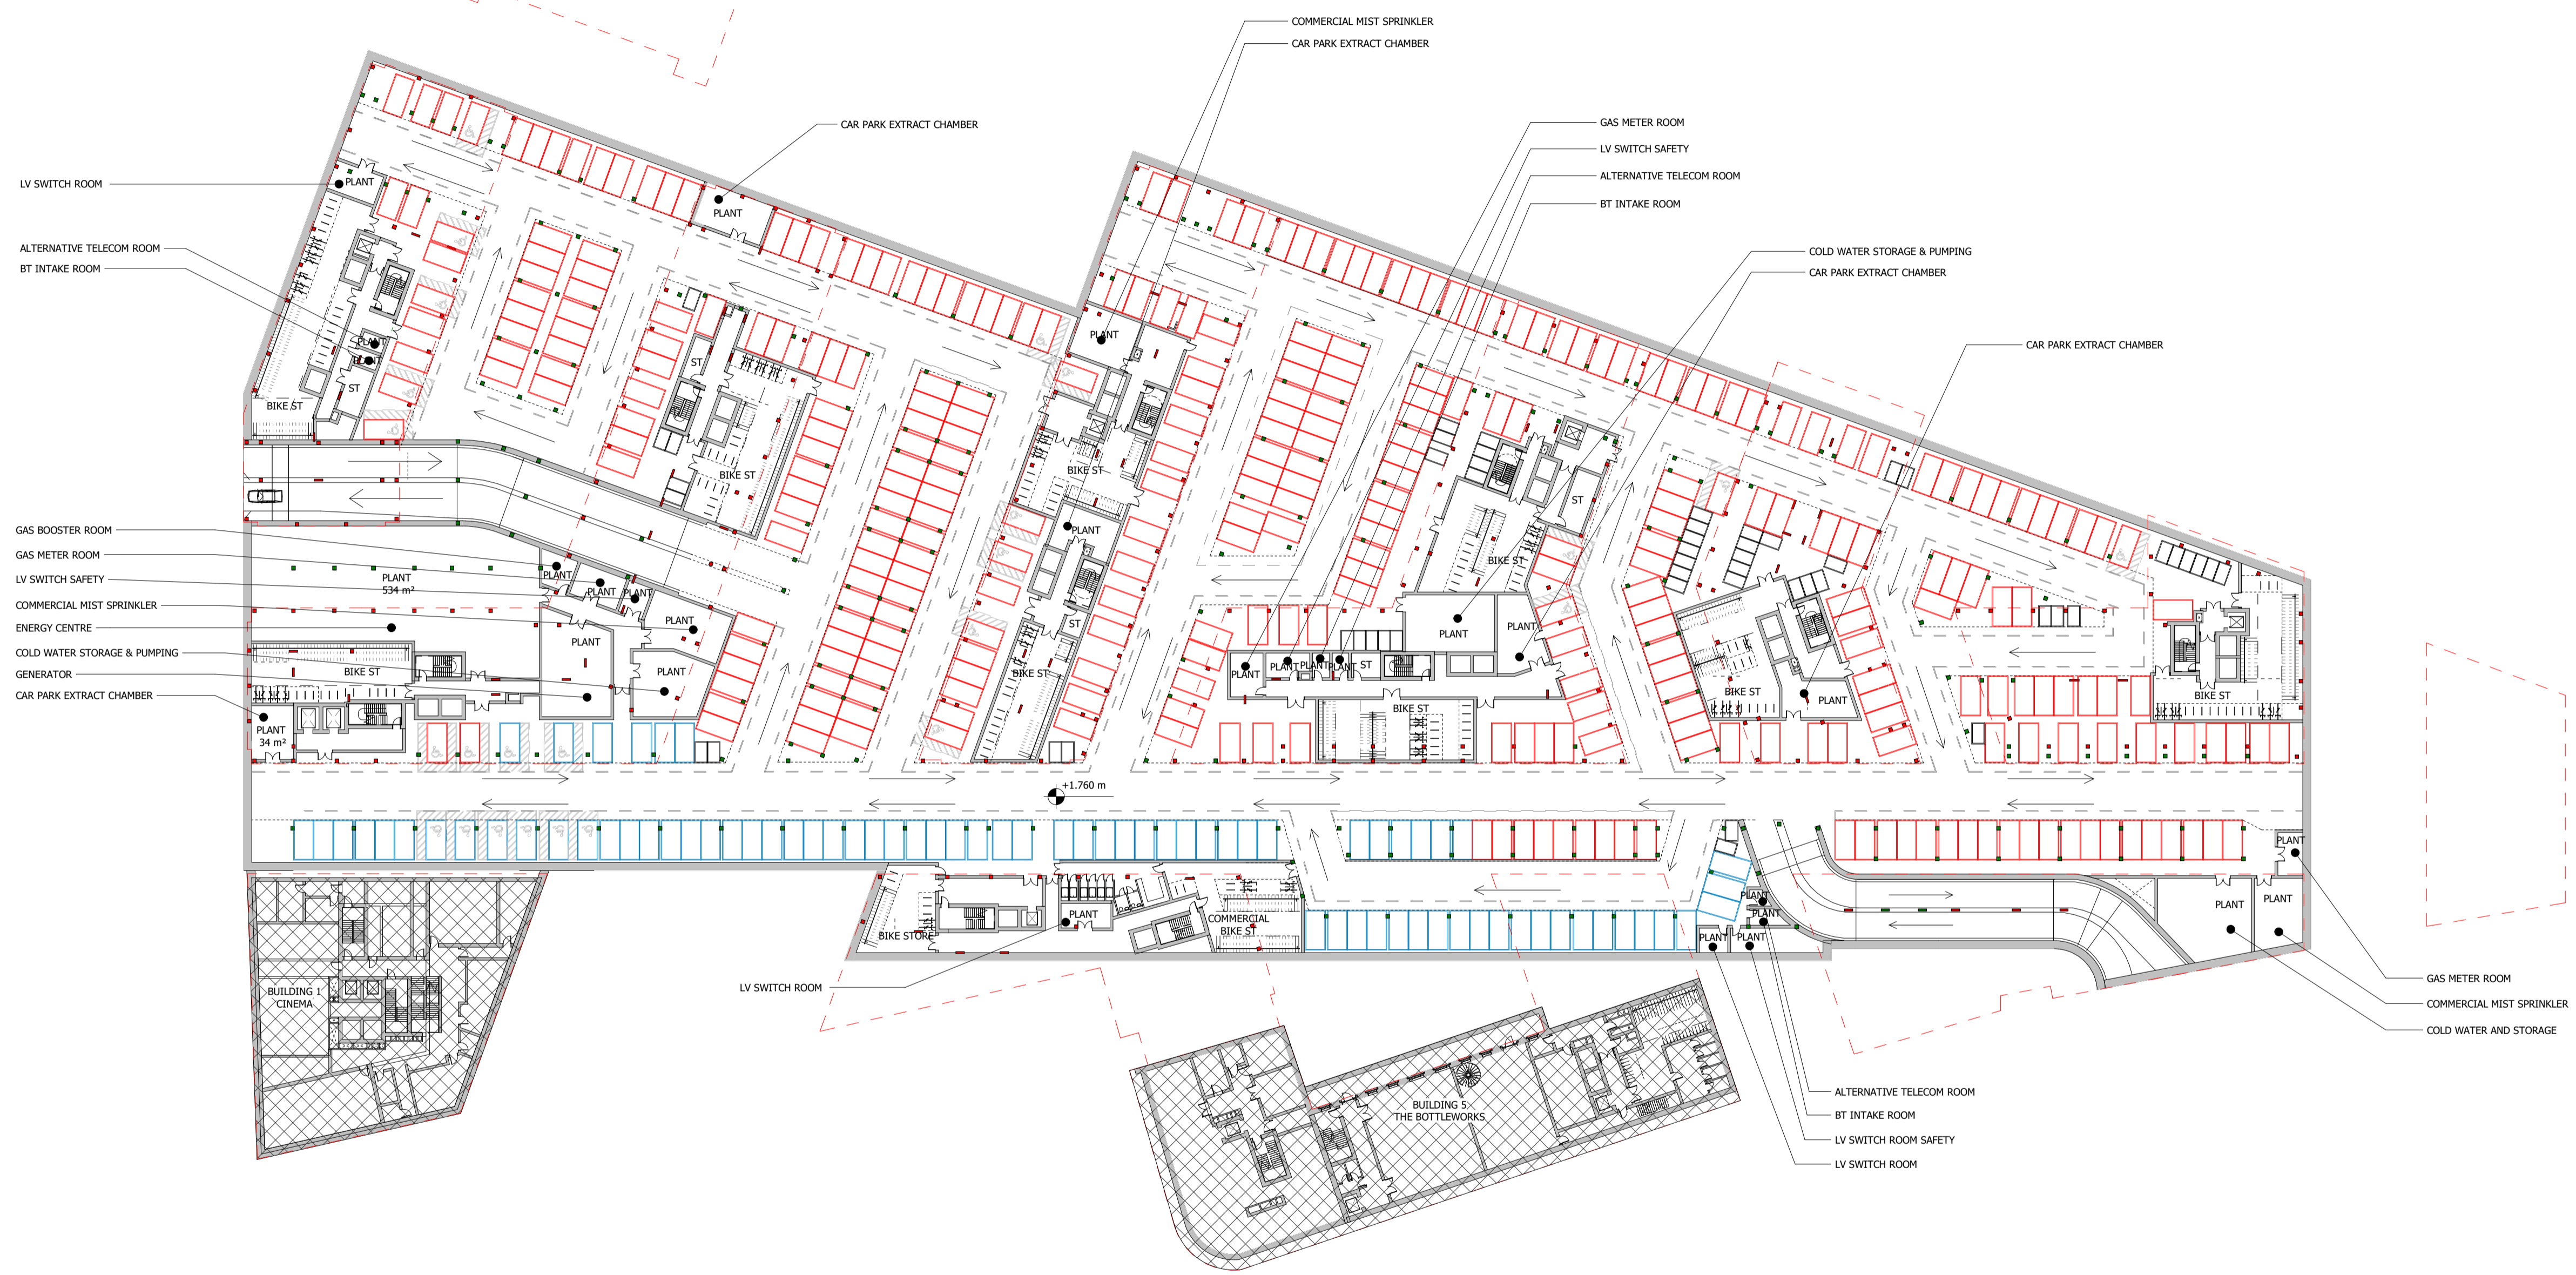 COMMERCIAL MIST SPRINKLER
CAR PARK EXTRACT CHAMBER
CAR PARK EXTRACT CHAMBER
GAS METER ROOM
LV SWITCH SAFETY
ALTERNATIVE TELECOM ROOM
BT INTAKE ROOM
LV SWITCH ROOM
PLANT
PLANT
ALTERNATIVE TELECOM ROOM
BT INTAKE ROOM
COLD WATER STORAGE & PUMPING
CAR PARK EXTRACT CHAMBER
CAR PARK EXTRACT CHAMBER
PLANT
PLANT
PLANT
ST
ST
BIKE ST
BIKE ST
BIKE ST
ST
PLANT
BIKE ST
GAS BOOSTER ROOM
GAS METER ROOM
LV SWITCH SAFETY
COMMERCIAL MIST SPRINKLER
ENERGY CENTRE
COLD WATER STORAGE & PUMPING
GENERATOR
CAR PARK EXTRACT CHAMBER
PLANT
534 m²
PLANT
PLANT
PLANT
PLANT
PLANT
PLANT
BIKE ST
PLANT
34 m²
ST
BIKE ST
PLANT
PLANT
PLANT
PLANT
PLANT
PLANT
ST
BIKE ST
BIKE ST
PLANT
BIKE ST
+1.760 m
PLANT
PLANT
PLANT
PLANT
PLANT
PLANT
PLANT
PLANT
BIKE STORE
COMMERCIAL
BIKE ST
LV SWITCH ROOM
BUILDING 1
CINEMA
GAS METER ROOM
COMMERCIAL MIST SPRINKLER
COLD WATER AND STORAGE
BUILDING 5
THE BOTTLEWORKS
ALTERNATIVE TELECOM ROOM
BT INTAKE ROOM
LV SWITCH ROOM SAFETY
LV SWITCH ROOM